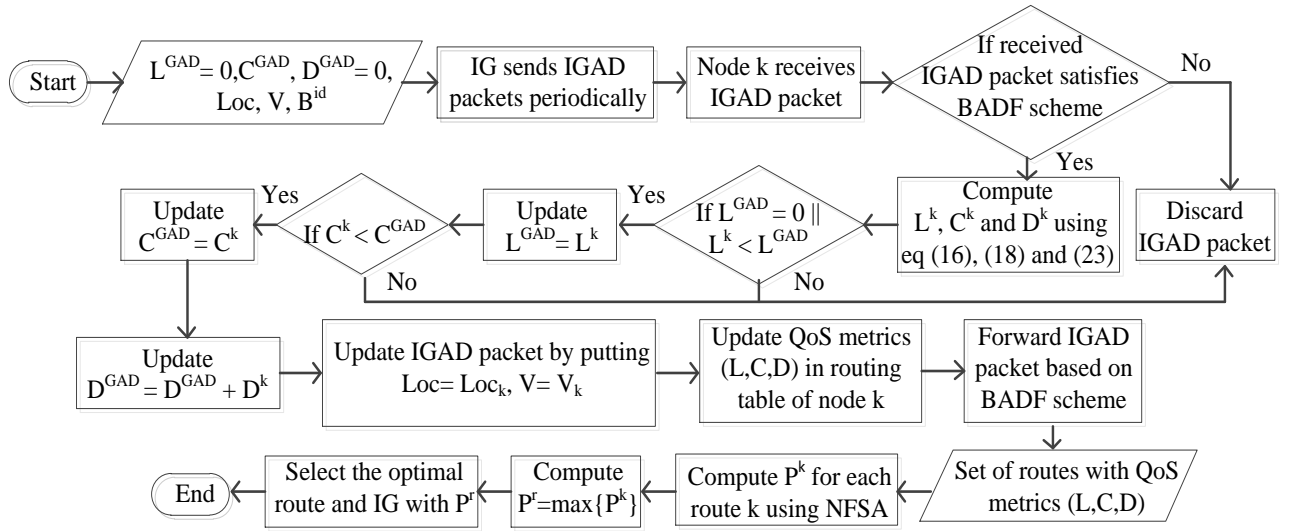 Start
L^GAD= 0,C^GAD, D^GAD=0,
Loc, V, B^id
IG sends IGAD
packets periodically
Node k receives
IGAD packet
If received
IGAD packet satisfies
BADF scheme
No
Yes
Discard
IGAD packet
Compute
L^k, C^k and D^k using
eq (16), (18) and (23)
If L^GAD = 0 ||
L^k < L^GAD
Yes
No
Update
L^GAD= L^k
If C^k < C^GAD
Yes
No
Update
C^GAD= C^k
Update
D^GAD= D^GAD + D^k
Update IGAD packet by putting
Loc= Loc_k, V= V_k
Update QoS metrics
(L,C,D) in routing
table of node k
Forward IGAD
packet based on
BADF scheme
Set of routes with QoS
metrics (L,C,D)
Compute P^k for each
route k using NFSA
Compute
P^r=max{P^k}
Select the optimal
route and IG with P^r
End